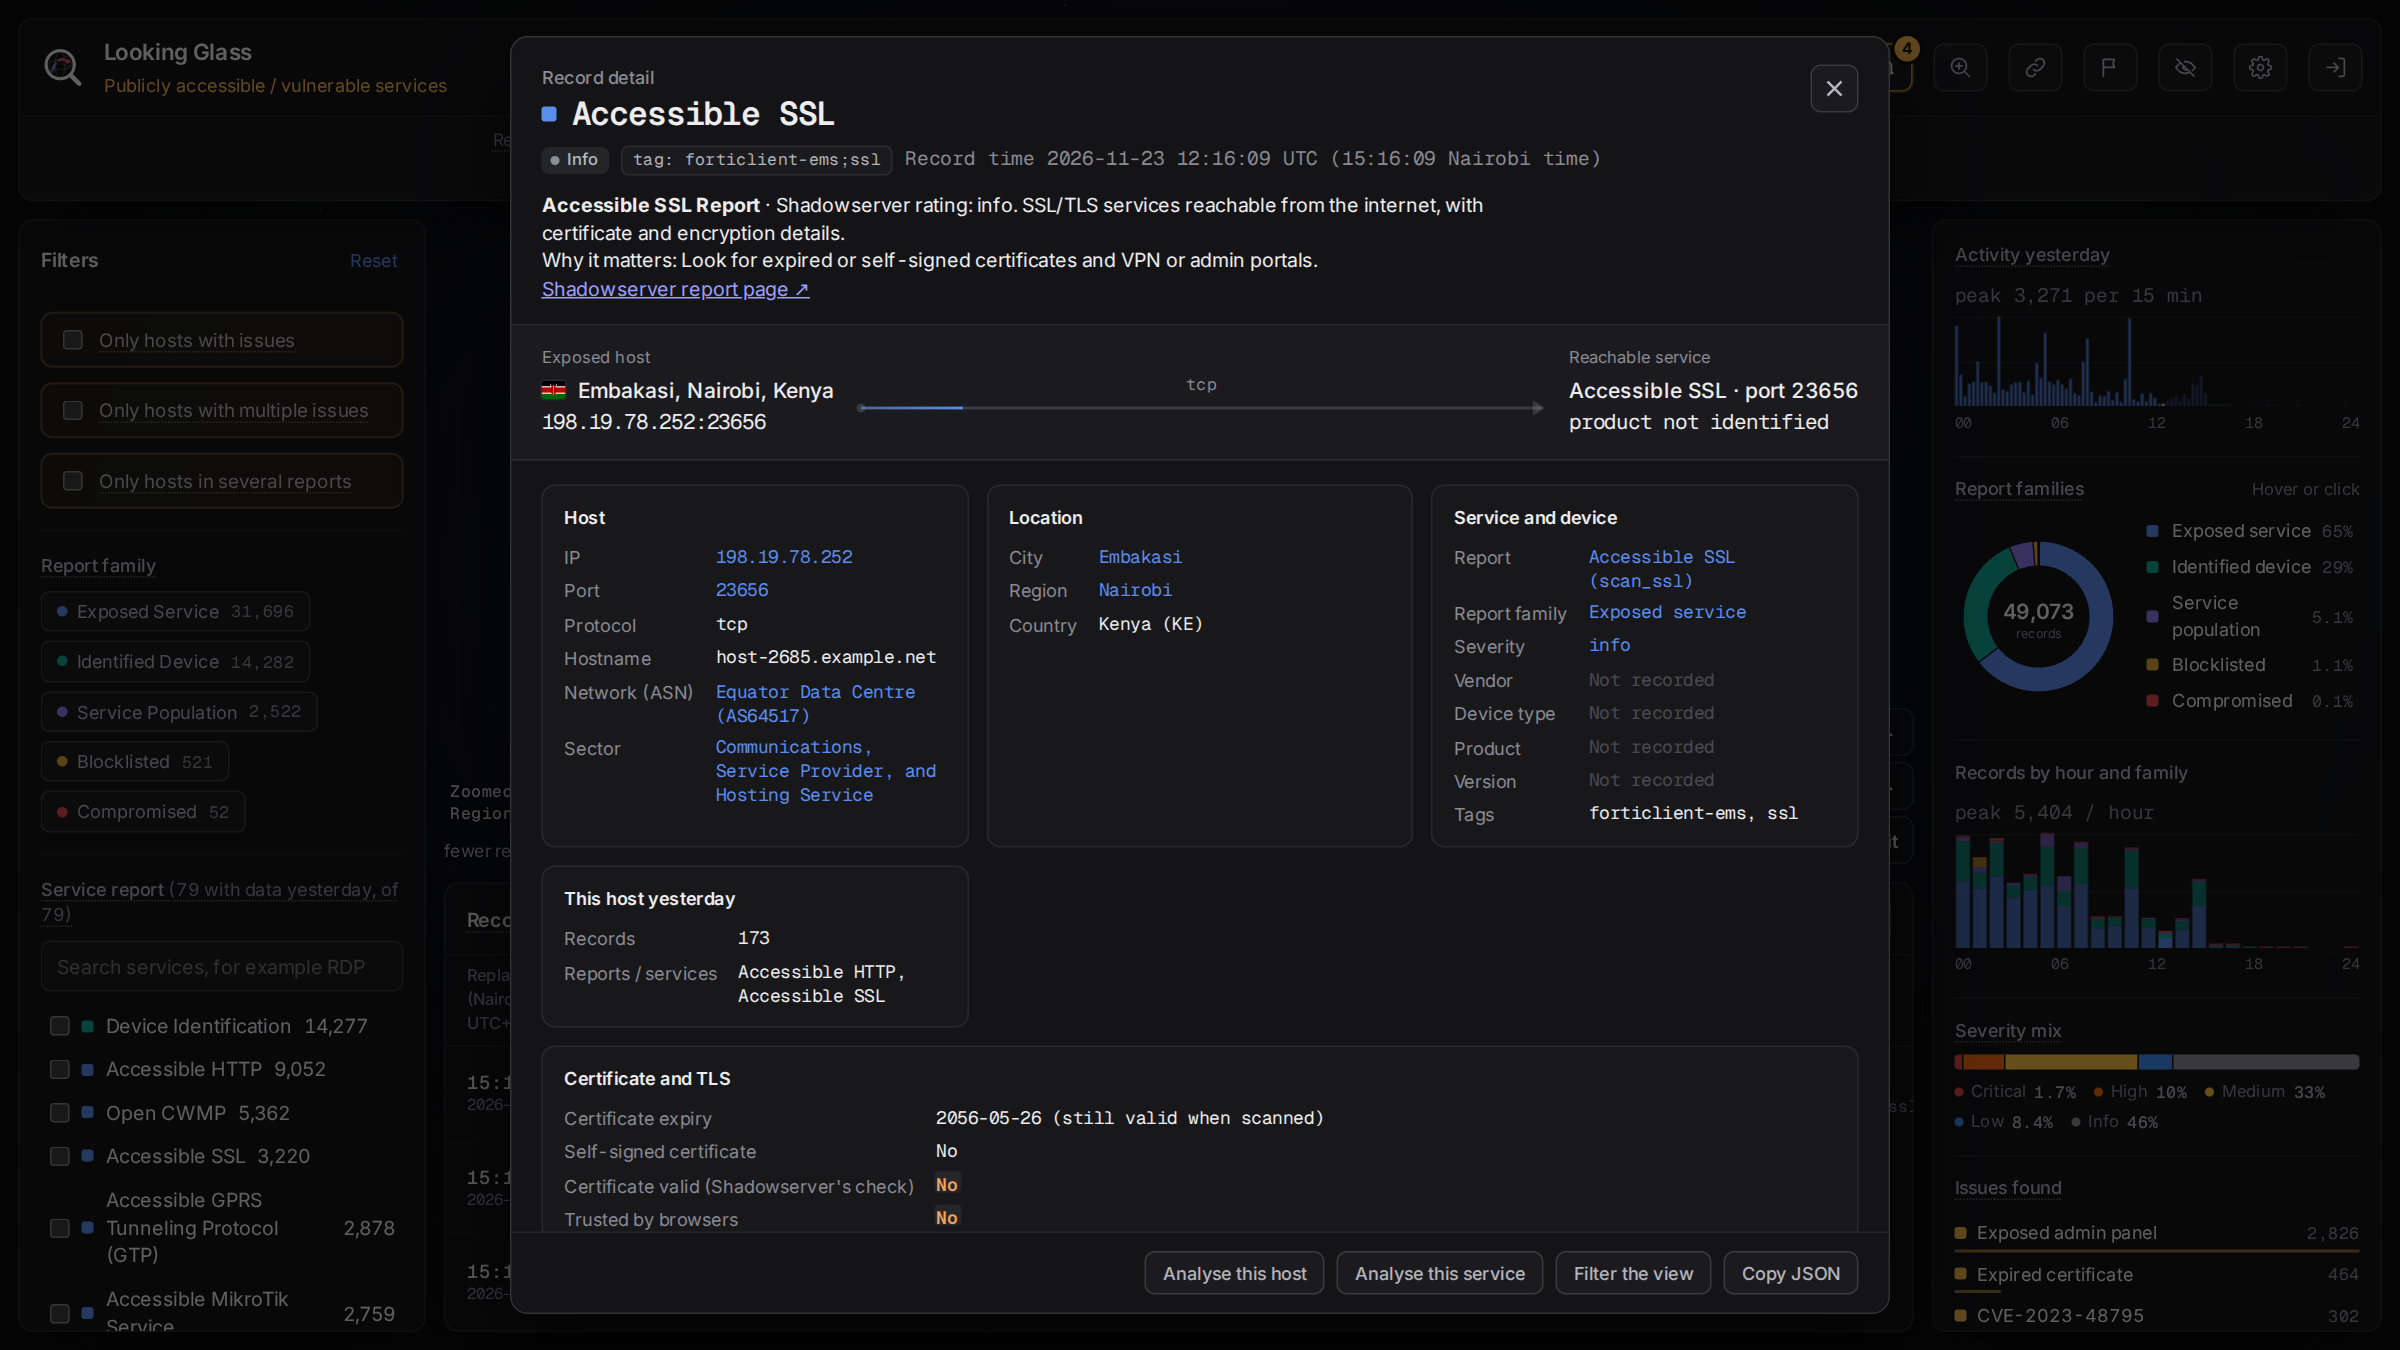 Looking Glass
Publicly accessible / vulnerable services
4
Filters
Reset
Only hosts with issues
Only hosts with multiple issues
Only hosts in several reports
Report family
Exposed Service 31,696
Identified Device 14,282
Service Population 2,522
Blocklisted 521
Compromised 52
Service report (79 with data yesterday, of
79)
Search services, for example RDP
Device Identification 14,277
Accessible HTTP 9,052
Open CWMP 5,362
Accessible SSL 3,220
Accessible GPRS
Tunneling Protocol
(GTP)
2,878
Accessible MikroTik
Service
2,759
Zoomed
Region
fewer re
Record detail
Accessible SSL
Info
tag: forticlient-ems;ssl
Record time 2026-11-23 12:16:09 UTC (15:16:09 Nairobi time)
Accessible SSL Report · Shadowserver rating: info. SSL/TLS services reachable from the internet, with
certificate and encryption details.
Why it matters: Look for expired or self-signed certificates and VPN or admin portals.
Shadowserver report page ↗
Exposed host
Embakasi, Nairobi, Kenya
198.19.78.252:23656
tcp
Reachable service
Accessible SSL · port 23656
product not identified
Host
IP 198.19.78.252
Port 23656
Protocol tcp
Hostname host-2685.example.net
Network (ASN) Equator Data Centre
(AS64517)
Sector Communications,
Service Provider, and
Hosting Service
Location
City Embakasi
Region Nairobi
Country Kenya (KE)
Service and device
Report Accessible SSL
(scan_ssl)
Report family Exposed service
Severity info
Vendor Not recorded
Device type Not recorded
Product Not recorded
Version Not recorded
Tags forticlient-ems, ssl
This host yesterday
Records 173
Reports / services Accessible HTTP,
Accessible SSL
Certificate and TLS
Certificate expiry 2056-05-26 (still valid when scanned)
Self-signed certificate No
Certificate valid (Shadowserver's check) No
Trusted by browsers No
Analyse this host
Analyse this service
Filter the view
Copy JSON
Activity yesterday
peak 3,271 per 15 min
00 06 12 18 24
Report families
Hover or click
49,073
records
Exposed service 65%
Identified device 29%
Service
population 5.1%
Blocklisted 1.1%
Compromised 0.1%
Records by hour and family
peak 5,404 / hour
00 06 12 18 24
Severity mix
Critical 1.7% High 10% Medium 33%
Low 8.4% Info 46%
Issues found
Exposed admin panel 2,826
Expired certificate 464
CVE-2023-48795 302